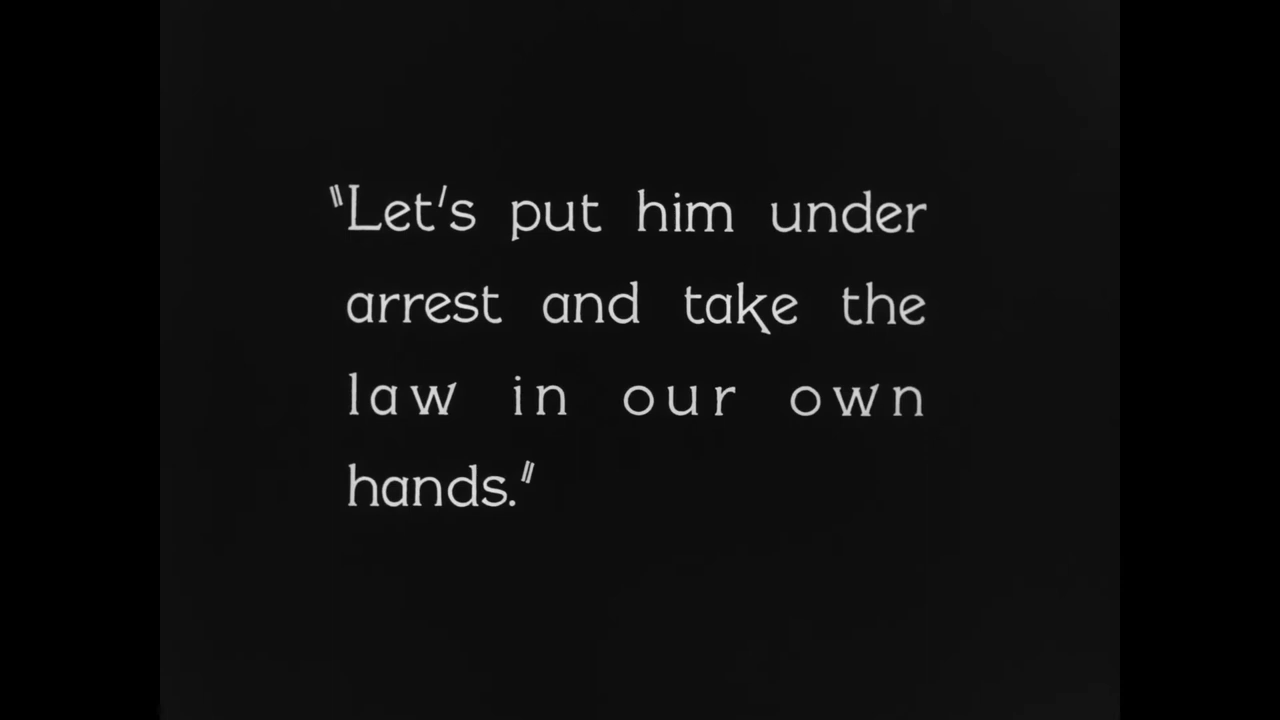 "Let's put him under
arrest and take the
law in our own
hands."